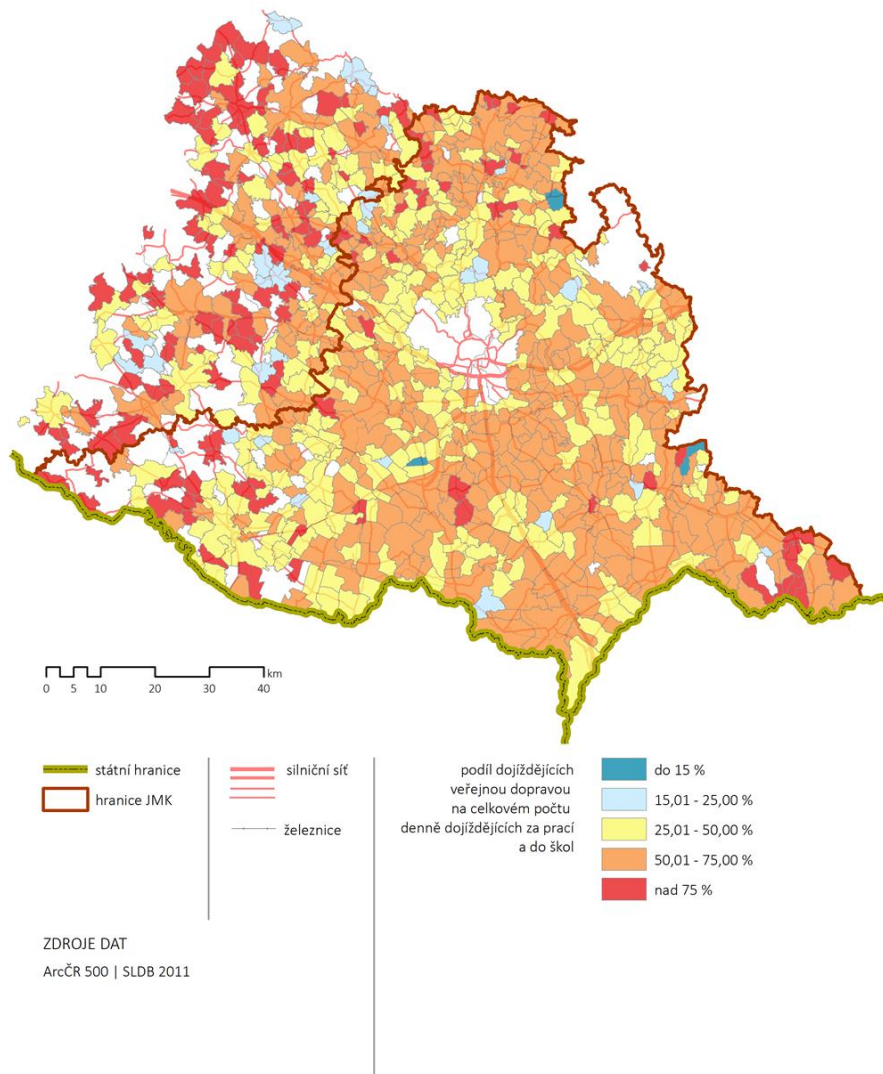 km
0 5 10 20 30 40
státní hranice
hranice JMK
silniční síť
železnice
podíl dojíždějících
veřejnou dopravou
na celkovém počtu
denně dojíždějících za prací
a do škol
do 15 %
15,01 - 25,00 %
25,01 - 50,00 %
50,01 - 75,00 %
nad 75 %
ZDROJE DAT
ArcČR 500 | SLDB 2011